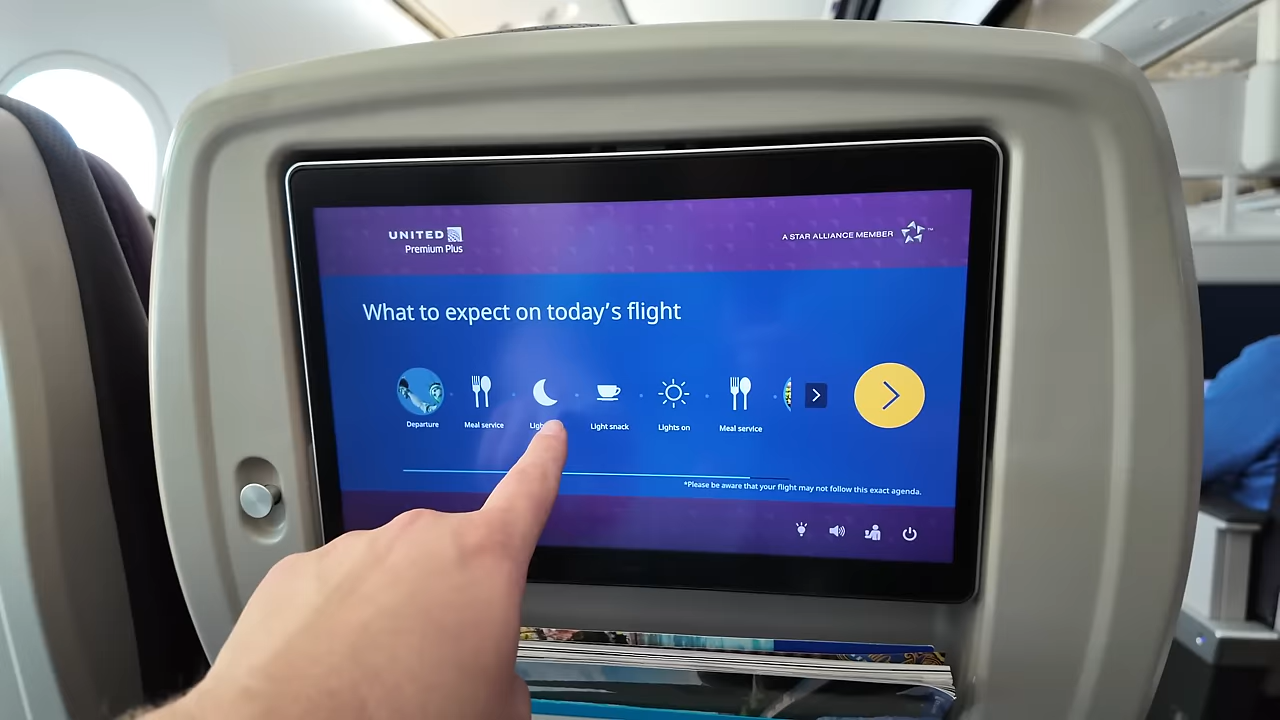 UNITED
Premium Plus
A STAR ALLIANCE MEMBER ™
What to expect on today's flight
Departure
Meal service
Light snack
Lights on
Meal service
*Please be aware that your flight may not follow this exact agenda.